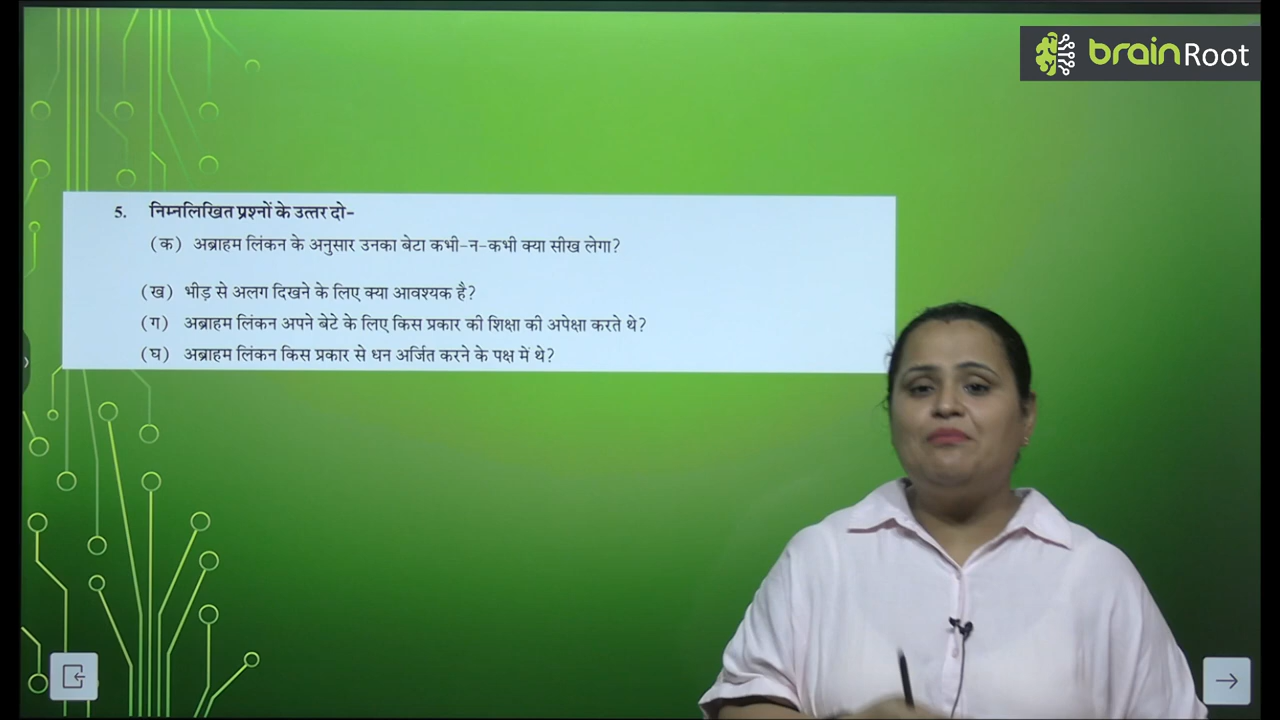 brainRoot
5. निम्नलिखित प्रश्नों के उत्तर दो-
(क) अब्राहम लिंकन के अनुसार उनका बेटा कभी-न-कभी क्या सीख लेगा?
(ख) भीड़ से अलग दिखने के लिए क्या आवश्यक है?
(ग) अब्राहम लिंकन अपने बेटे के लिए किस प्रकार की शिक्षा की अपेक्षा करते थे?
(घ) अब्राहम लिंकन किस प्रकार से धन अर्जित करने के पक्ष में थे?